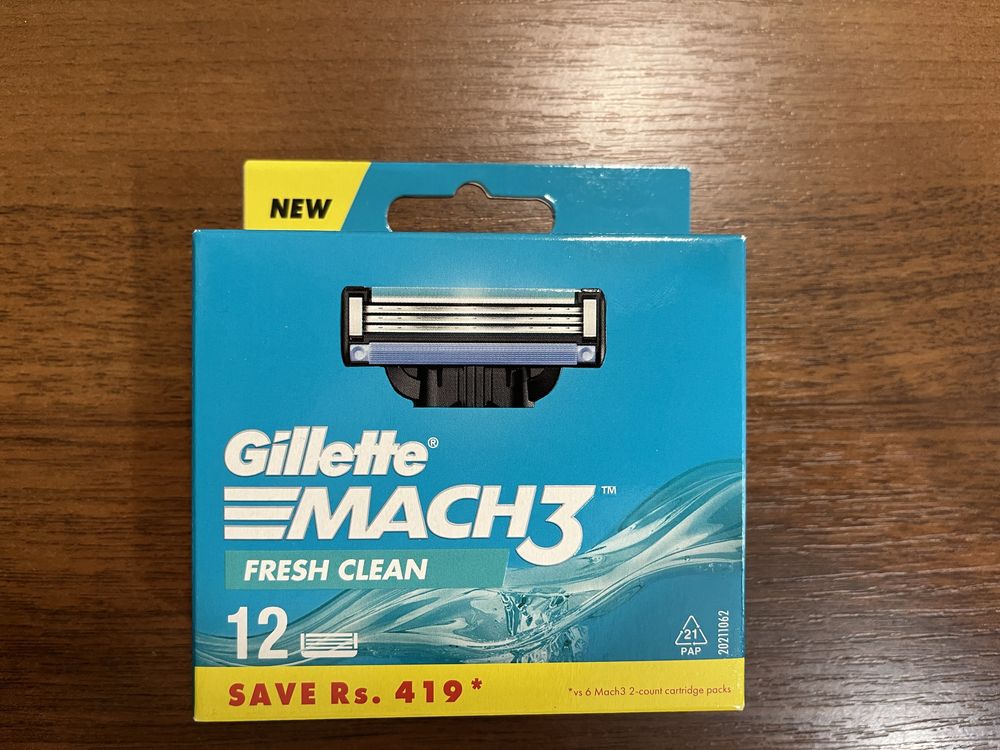 NEW
Gillette®
MACH3™
FRESH CLEAN
12
21
PAP
20211062
SAVE Rs. 419*
*vs 6 Mach3 2-count cartridge packs